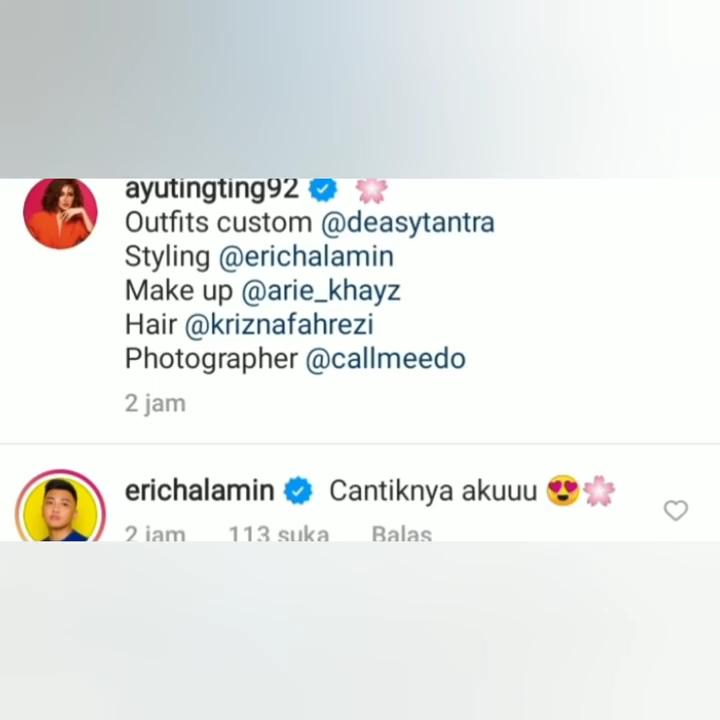 ayutingting92 🌸
Outfits custom @deasytantra
Styling @erichalamin
Make up @arie_khayz
Hair @kriznafahrezi
Photographer @callmeedo
2 jam
erichalamin Cantiknya akuuu 😍🌸
2 jam 113 suka Balas